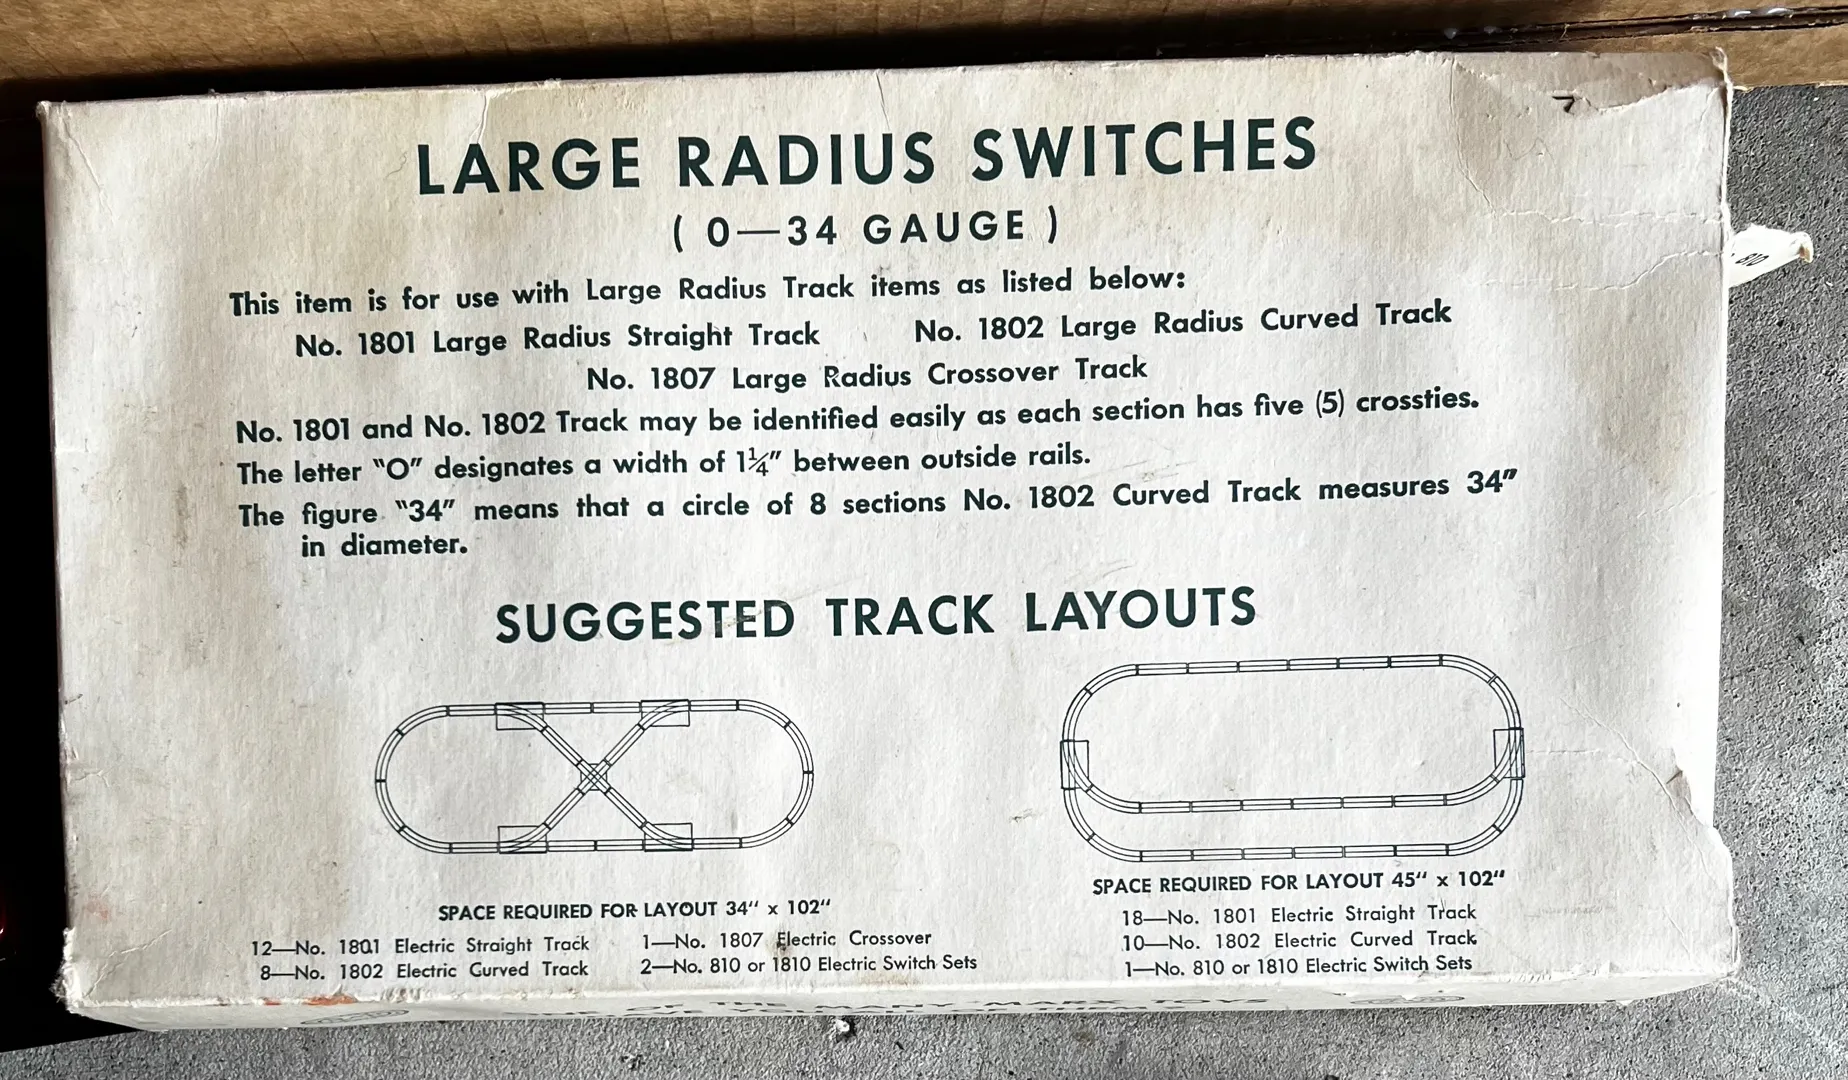 LARGE RADIUS SWITCHES
( 0—34 GAUGE )
This item is for use with Large Radius Track items as listed below:
No. 1801 Large Radius Straight Track No. 1802 Large Radius Curved Track
No. 1807 Large Radius Crossover Track
No. 1801 and No. 1802 Track may be identified easily as each section has five (5) crossties.
The letter "O" designates a width of 1¼" between outside rails.
The figure "34" means that a circle of 8 sections No. 1802 Curved Track measures 34"
in diameter.
SUGGESTED TRACK LAYOUTS
SPACE REQUIRED FOR LAYOUT 34" x 102"
12—No. 1801 Electric Straight Track 1—No. 1807 Electric Crossover
8—No. 1802 Electric Curved Track 2—No. 810 or 1810 Electric Switch Sets
SPACE REQUIRED FOR LAYOUT 45" x 102"
18—No. 1801 Electric Straight Track
10—No. 1802 Electric Curved Track
1—No. 810 or 1810 Electric Switch Sets
OF THE MANY MARX TOYS
810